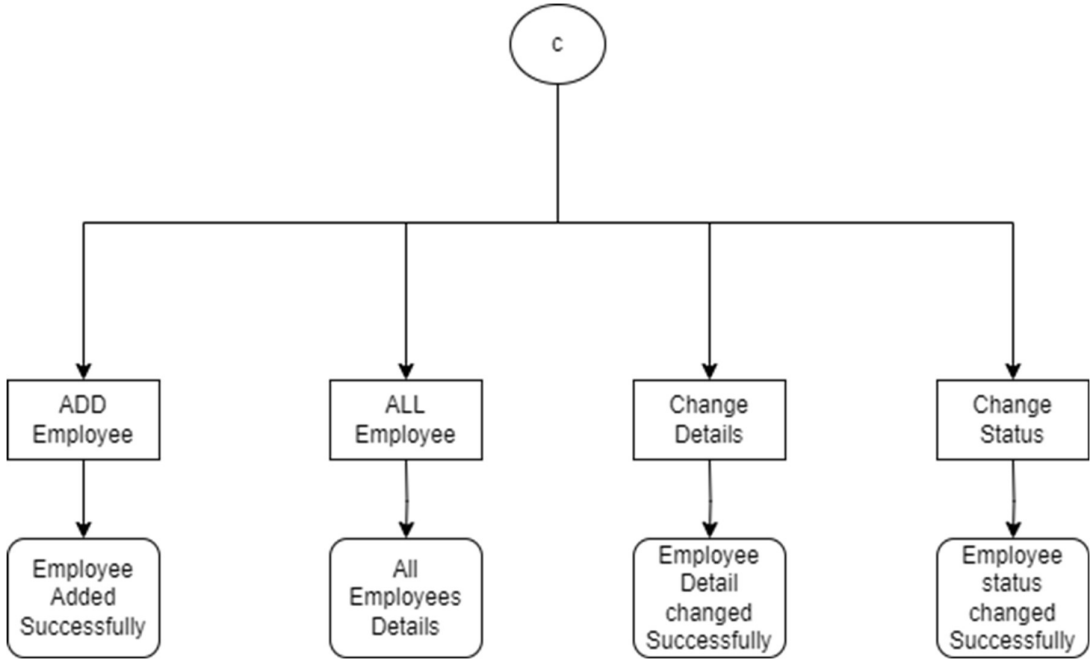 c
ADD
Employee
ALL
Employee
Change
Details
Change
Status
Employee
Added
Successfully
All
Employees
Details
Employee
Detail
changed
Successfully
Employee
status
changed
Successfully